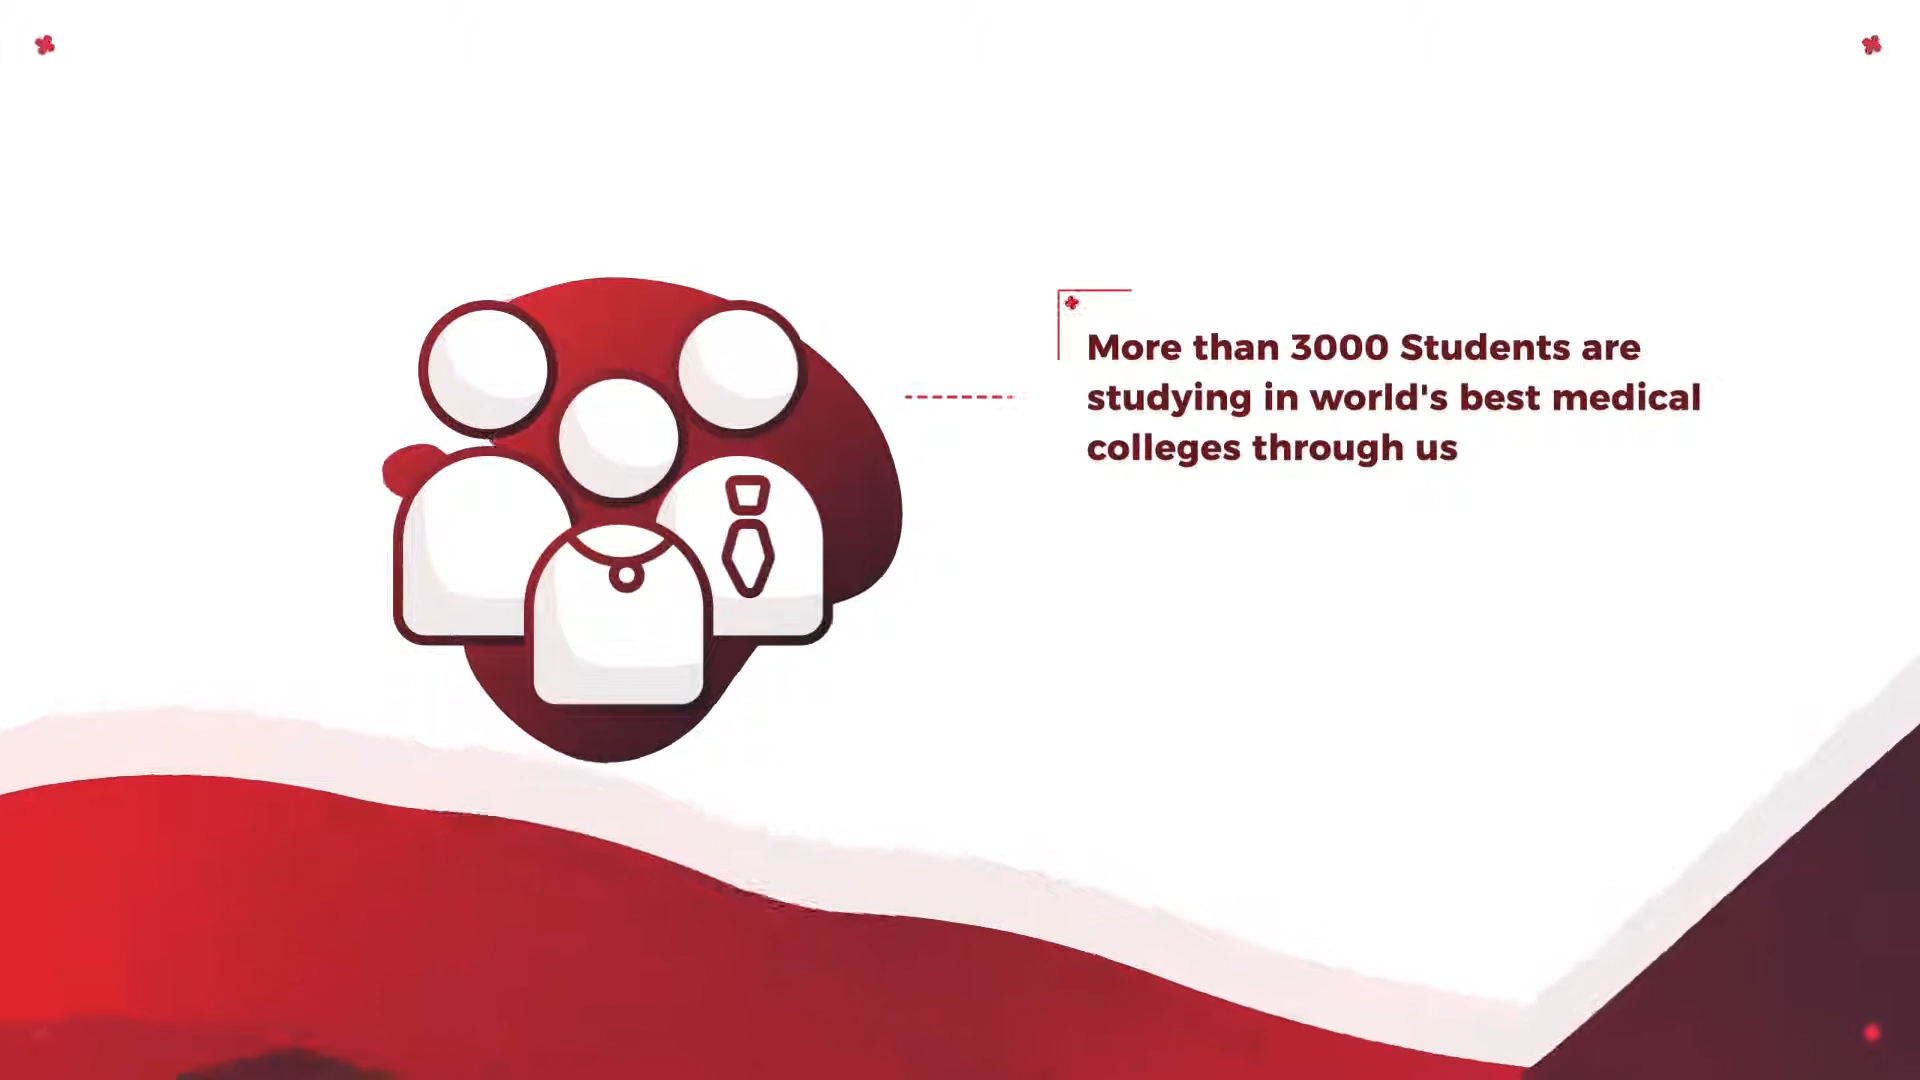 More than 3000 Students are
studying in world's best medical
colleges through us